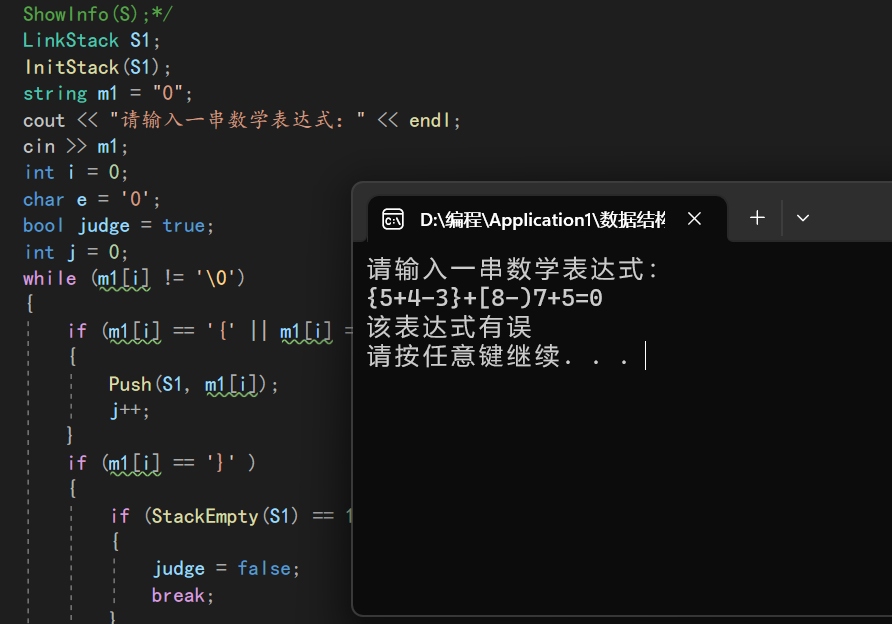 ShowInfo(S);*/
LinkStack S1;
InitStack(S1);
string m1 = "0";
cout << "请输入一串数学表达式：" << endl;
cin >> m1;
int i = 0;
char e = '0';
bool judge = true;
int j = 0;
while (m1[i] != '\0')
{
if (m1[i] == '{' || m1[i] =
{
Push(S1, m1[i]);
j++;
}
if (m1[i] == '}' )
{
if (StackEmpty(S1) == 1
{
judge = false;
break;
}
D:\编程\Application1\数据结构
请输入一串数学表达式：
{5+4-3}+[8-)7+5=0
该表达式有误
请按任意键继续. . .